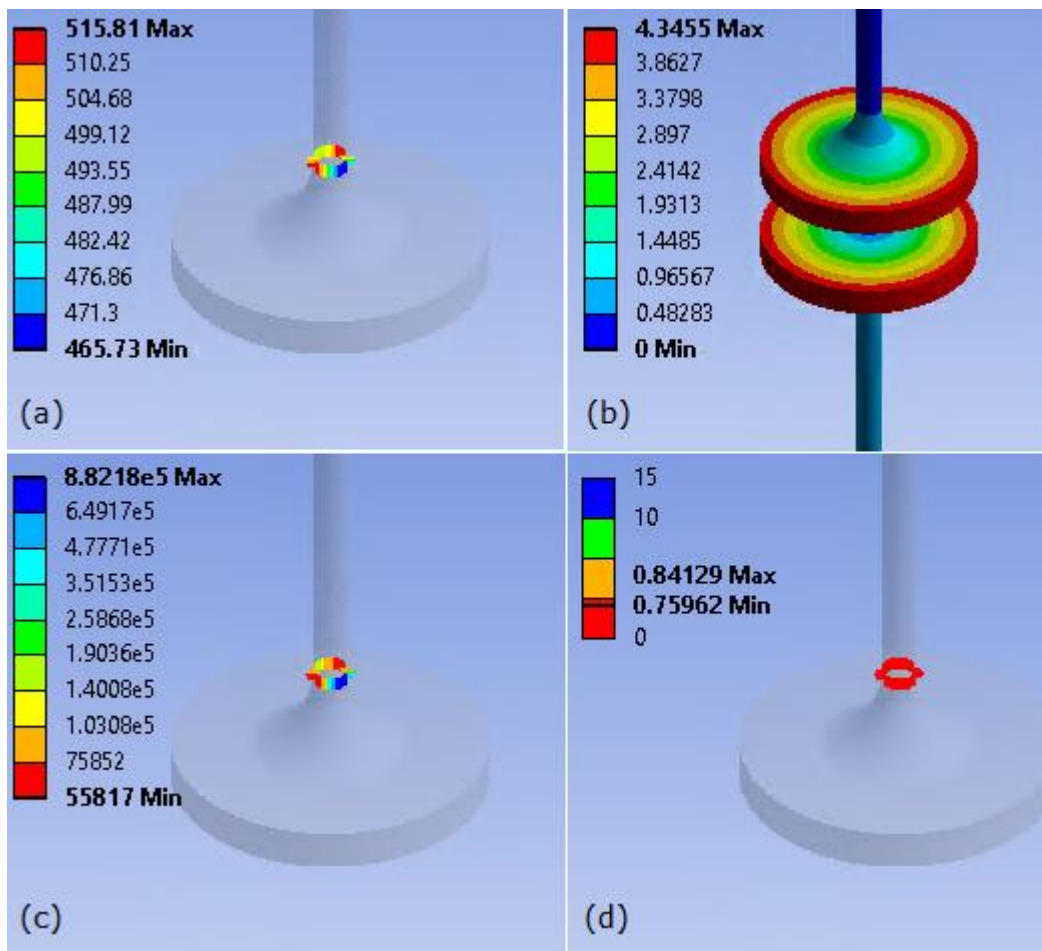 515.81 Max
510.25
504.68
499.12
493.55
487.99
482.42
476.86
471.3
465.73 Min
(a)
4.3455 Max
3.8627
3.3798
2.897
2.4142
1.9313
1.4485
0.96567
0.48283
0 Min
(b)
8.8218e5 Max
6.4917e5
4.7771e5
3.5153e5
2.5868e5
1.9036e5
1.4008e5
1.0308e5
75852
55817 Min
(c)
15
10
0.84129 Max
0.75962 Min
0
(d)